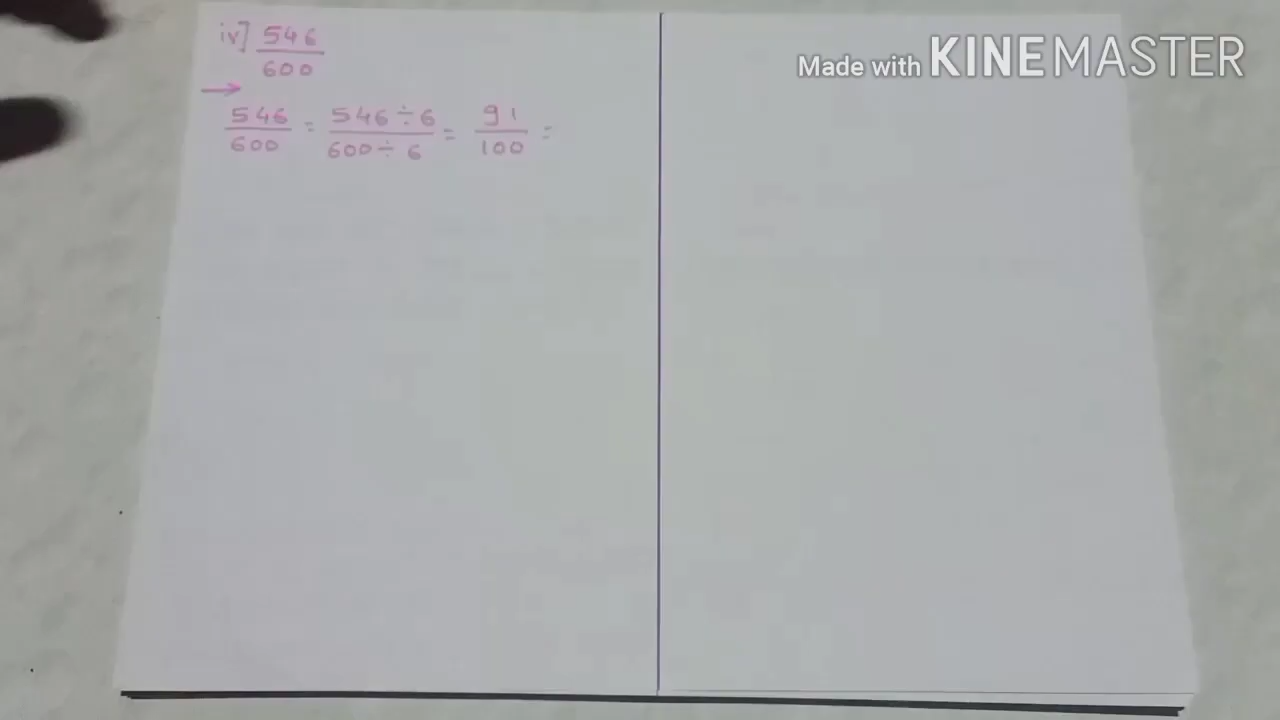 iv] 546/600
→
546/600 = 546 ÷ 6/600 ÷ 6 = 91/100 =
Made with KINEMASTER